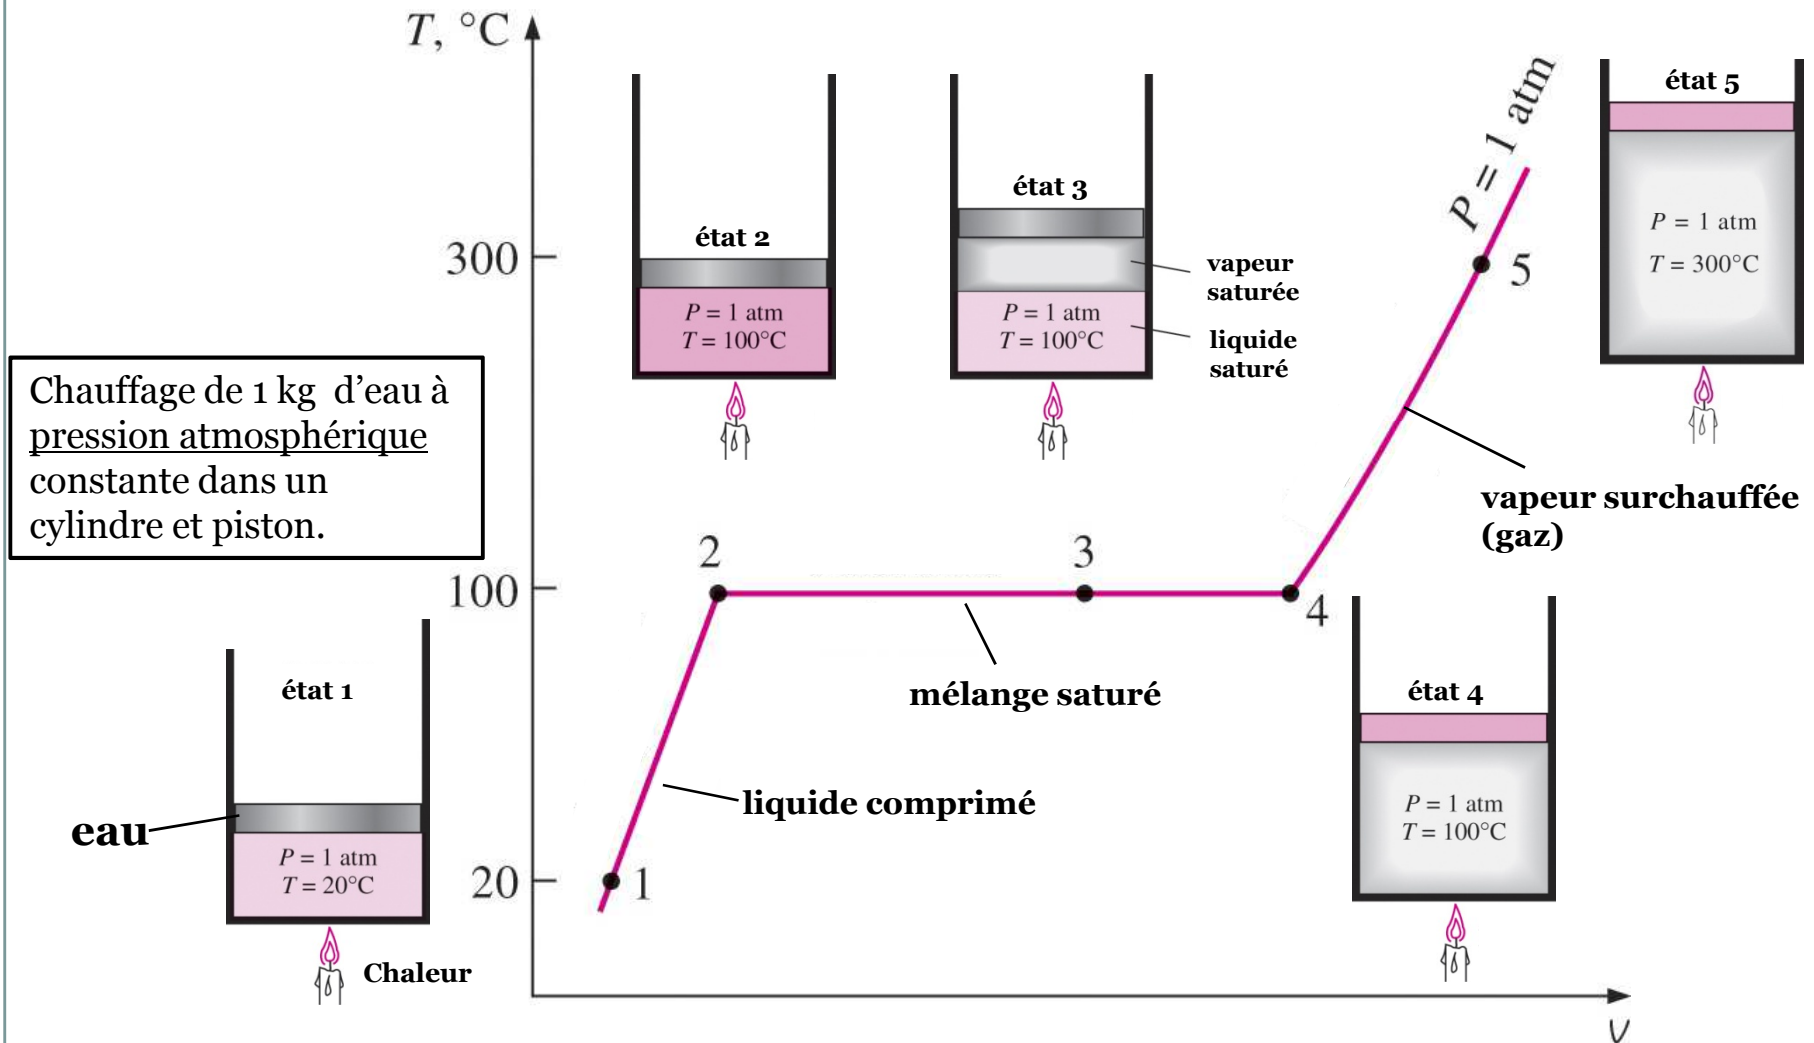 T, °C
300
100
20
P = 1 atm
état 5
P = 1 atm
T = 300°C
état 2
P = 1 atm
T = 100°C
état 3
vapeur
saturée
P = 1 atm
T = 100°C
liquide
saturé
5
Chauffage de 1 kg d’eau à
pression atmosphérique
constante dans un
cylindre et piston.
vapeur surchauffée
(gaz)
2
3
4
mélange saturé
état 4
P = 1 atm
T = 100°C
état 1
eau
P = 1 atm
T = 20°C
liquide comprimé
1
Chaleur
v